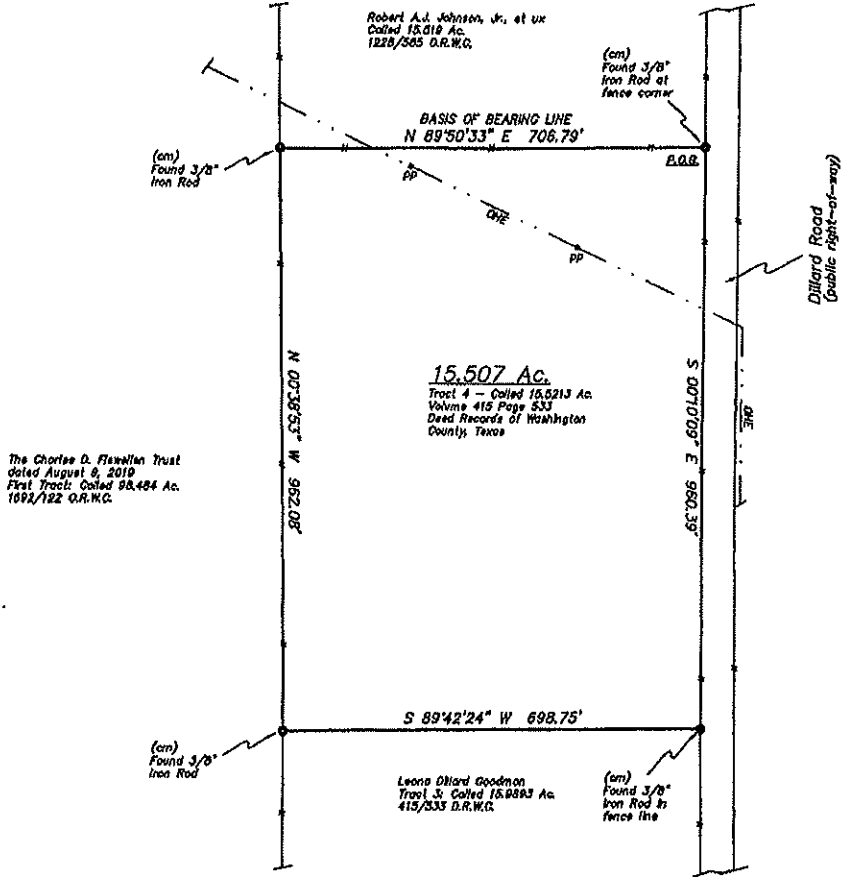 Robert A.J. Johnson, Jr., et ux
Called 15.619 Ac.
1228/585 O.R.W.C.
(cm)
Found 3/8"
Iron Rod at
fence corner
BASIS OF BEARING LINE
N 89°50'33" E 706.79'
(cm)
Found 3/8"
Iron Rod
P.O.B.
PP
OHE
PP
Dillard Road
(public right-of-way)
15.507 Ac.
Tract 4 - Called 15.5213 Ac.
Volume 415 Page 533
Deed Records of Washington
County, Texas
N 00°38'53" W 962.08'
S 00°10'09" E 960.39'
OHE
The Charles D. Flewellen Trust
dated August 8, 2019
First Tract: Called 98.484 Ac.
1692/122 O.R.W.C.
S 89°42'24" W 698.75'
(cm)
Found 3/8"
Iron Rod
Leona Dillard Goodman
Tract 3: Called 15.9893 Ac.
415/533 D.R.W.C.
(cm)
Found 3/8"
Iron Rod in
fence line